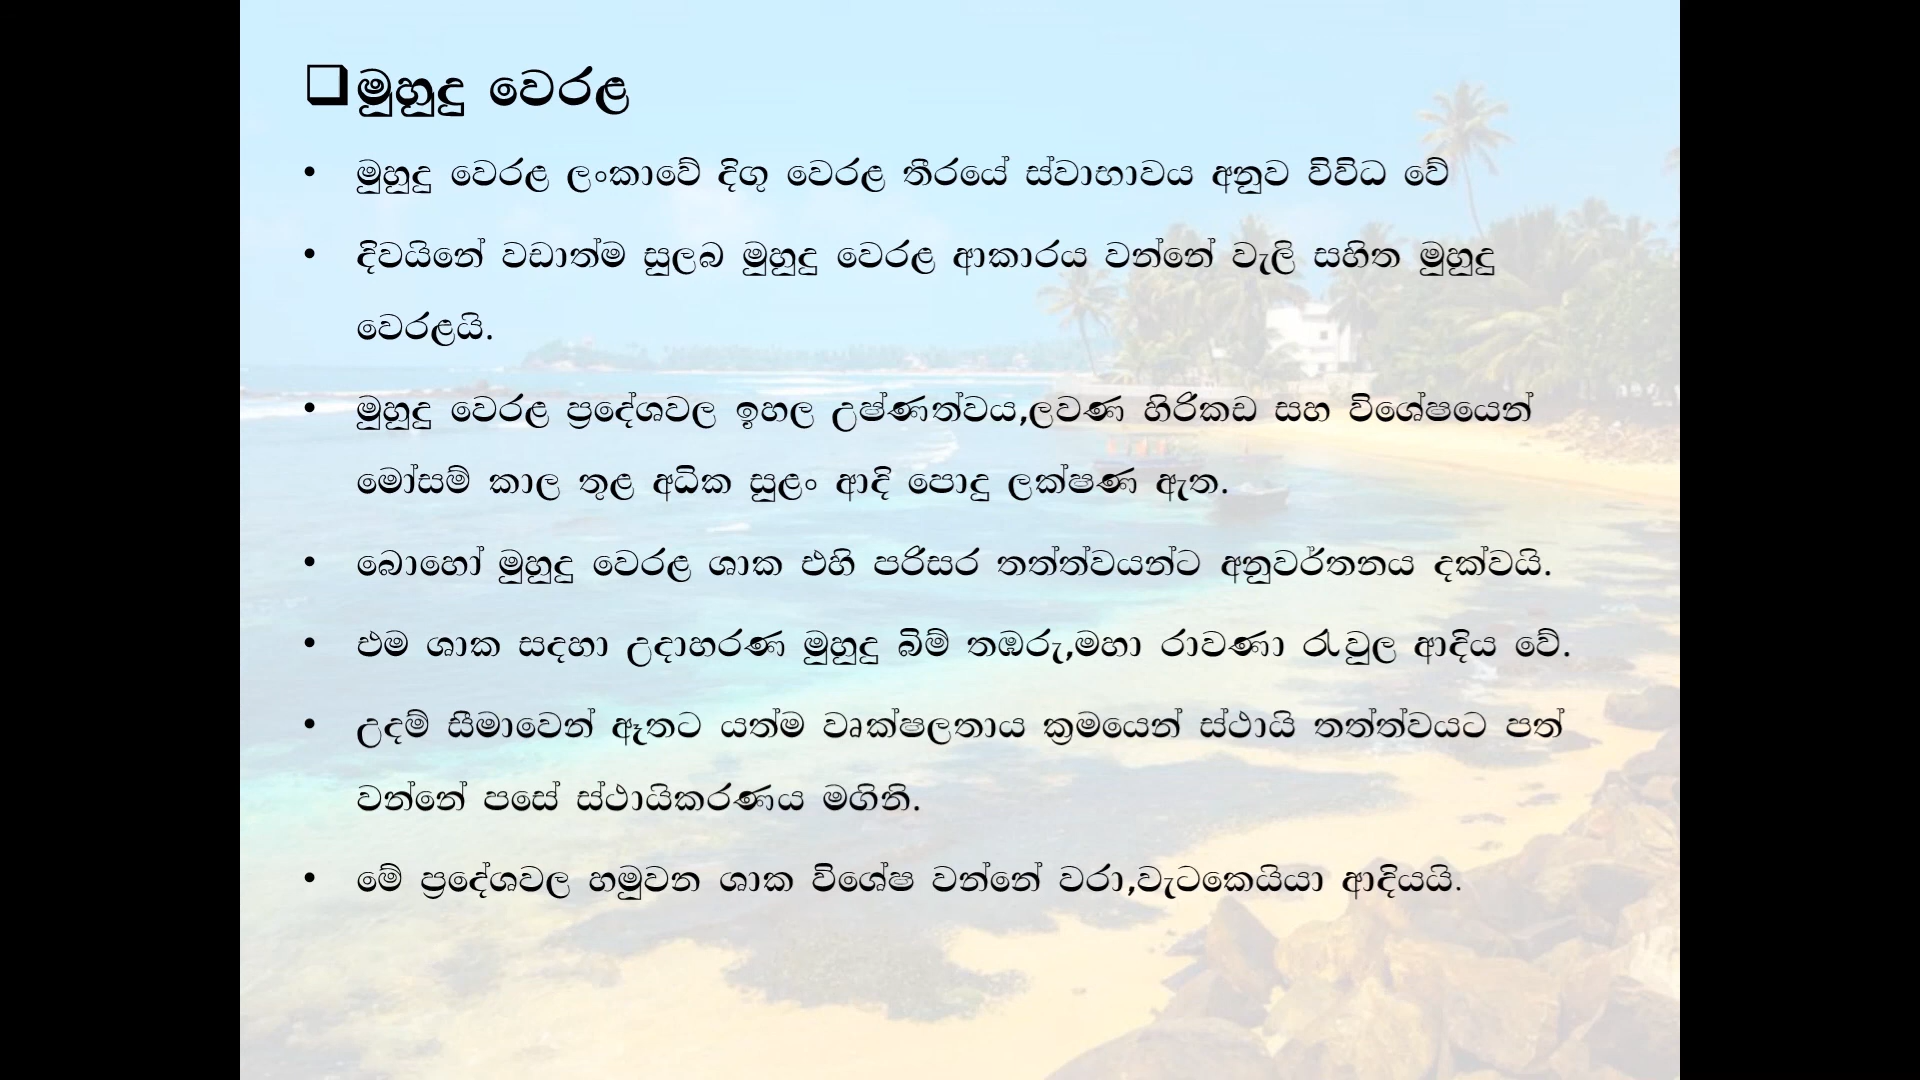 ❑මුහුදු වෙරළ
• මුහුදු වෙරළ ලංකාවේ දිගු වෙරළ තීරයේ ස්වාභාවය අනුව විවිධ වේ
• දිවයිනේ වඩාත්ම සුලබ මුහුදු වෙරළ ආකාරය වන්නේ වැලි සහිත මුහුදු
වෙරළයි.
• මුහුදු වෙරළ ප්‍රදේශවල ඉහල උෂ්ණත්වය,ලවණ හිරිකඩ සහ විශේෂයෙන්
මෝසම් කාල තුළ අධික සුළං ආදි පොදු ලක්ෂණ ඇත.
• බොහෝ මුහුදු වෙරළ ශාක එහි පරිසර තත්ත්වයන්ට අනුවර්තනය දක්වයි.
• එම ශාක සදහා උදාහරණ මුහුදු බිම් තඹරු,මහා රාවණා රැවුල ආදිය වේ.
• උදම් සීමාවෙන් ඈතට යත්ම වෘක්ෂලතාය ක්‍රමයෙන් ස්ථායි තත්ත්වයට පත්
වන්නේ පසේ ස්ථායිකරණය මගිනි.
• මේ ප්‍රදේශවල හමුවන ශාක විශේෂ වන්නේ වරා,වැටකෙයියා ආදියයි.